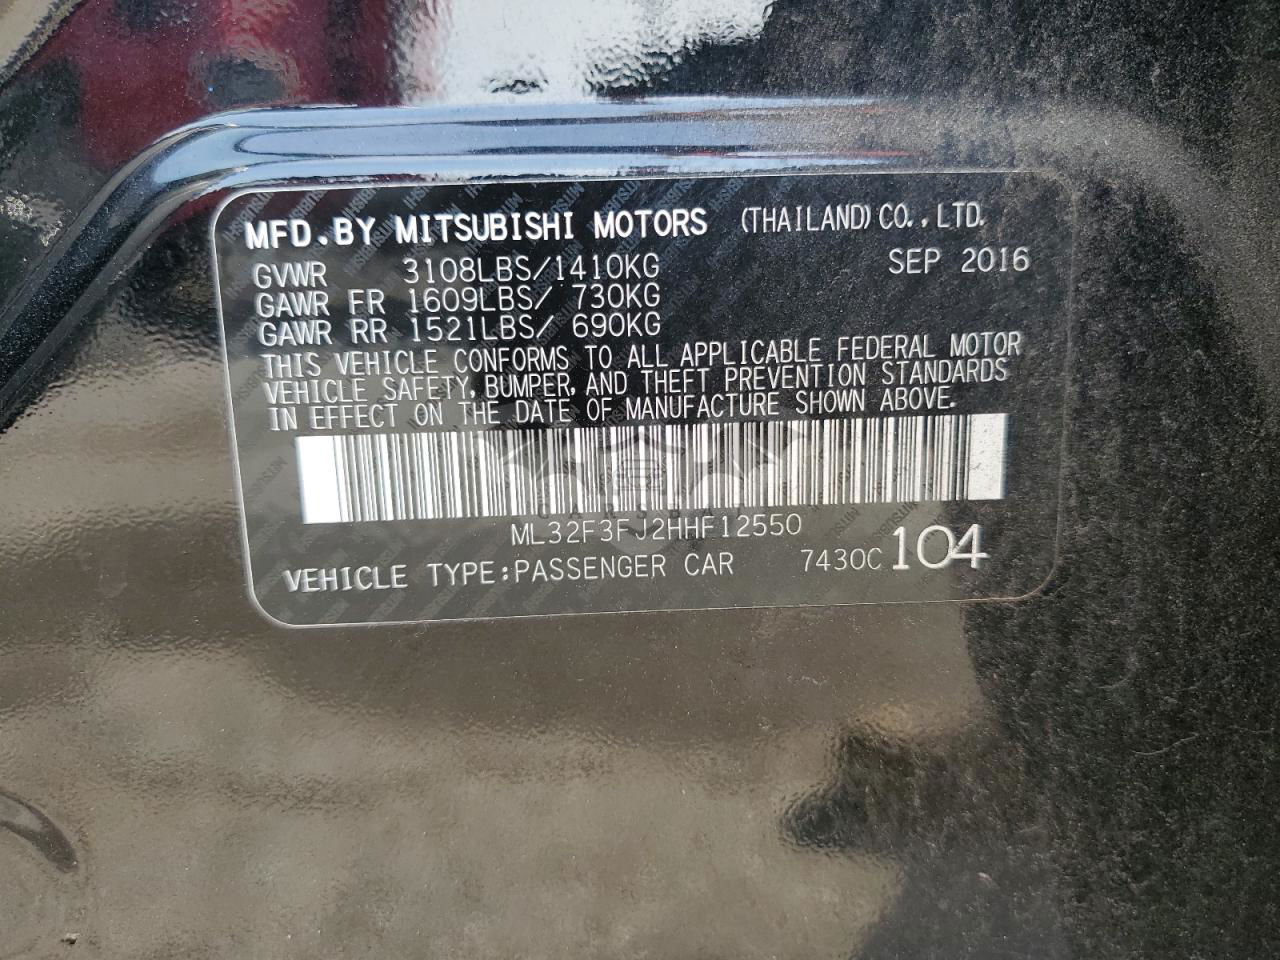 MFD.BY MITSUBISHI MOTORS (THAILAND) CO.,LTD.
GVWR 3108LBS/1410KG SEP 2016
GAWR FR 1609LBS/ 730KG
GAWR RR 1521LBS/ 690KG
THIS VEHICLE CONFORMS TO ALL APPLICABLE FEDERAL MOTOR
VEHICLE SAFETY, BUMPER, AND THEFT PREVENTION STANDARDS
IN EFFECT ON THE DATE OF MANUFACTURE SHOWN ABOVE.
ML32F3FJ2HHF12550
VEHICLE TYPE:PASSENGER CAR 7430C 104